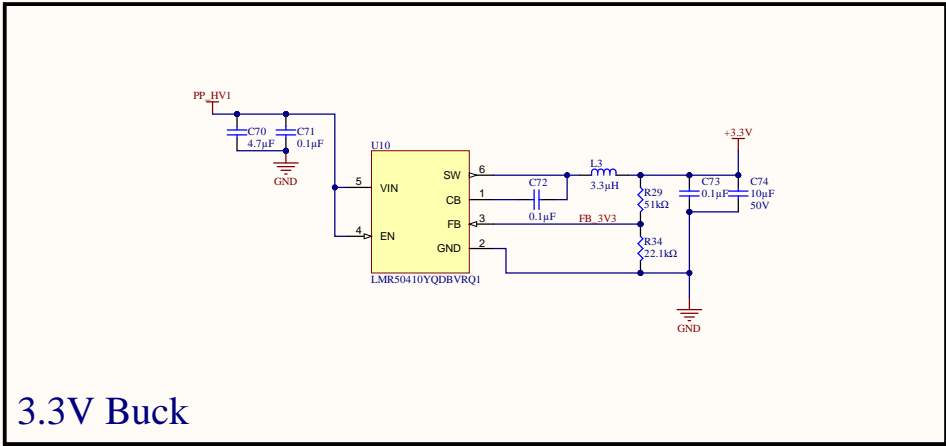 PP_HV1
C70
4.7µF
C71
0.1µF
GND
U10
5
VIN
4
EN
SW
6
CB
1
FB
3
GND
2
LMR50410YQDBVRQ1
C72
0.1µF
L3
3.3µH
FB_3V3
R29
51kΩ
R34
22.1kΩ
+3.3V
C73
0.1µF
C74
10µF
50V
GND
3.3V Buck